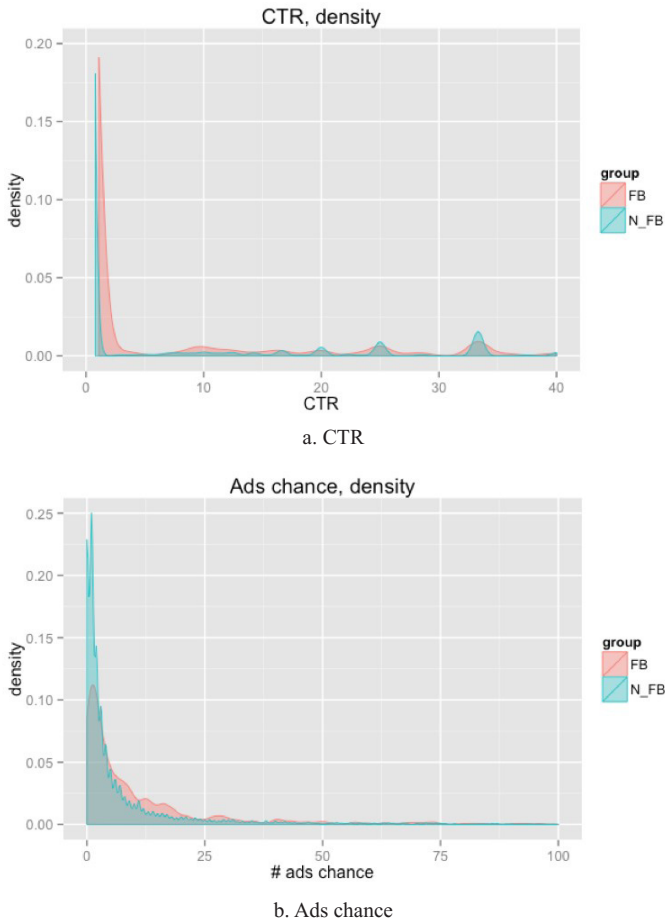 CTR, density
0.20
0.15
0.10
0.05
0.00
density
0 10 20 30 40
CTR
group
FB
N_FB
a. CTR
Ads chance, density
0.25
0.20
0.15
0.10
0.05
0.00
density
0 25 50 75 100
# ads chance
group
FB
N_FB
b. Ads chance